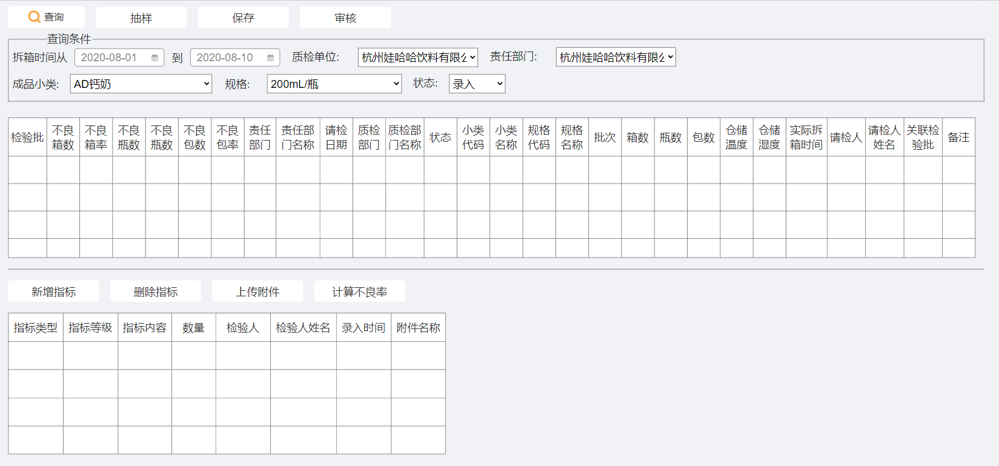 查询 抽样 保存 审核
查询条件
拆箱时间从 2020-08-01 到 2020-08-10 质检单位: 杭州娃哈哈饮料有限公 责任部门: 杭州娃哈哈饮料有限公
成品小类: AD钙奶 规格: 200mL/瓶 状态: 录入
检验批 不良箱数 不良箱率 不良瓶数 不良瓶数 不良包数 不良包率 责任部门 责任部门名称 请检日期 质检部门 质检部门名称 状态 小类代码 小类名称 规格代码 规格名称 批次 箱数 瓶数 包数 仓储温度 仓储湿度 实际拆箱时间 请检人 请检人姓名 关联检验批 备注
新增指标 删除指标 上传附件 计算不良率
指标类型 指标等级 指标内容 数量 检验人 检验人姓名 录入时间 附件名称